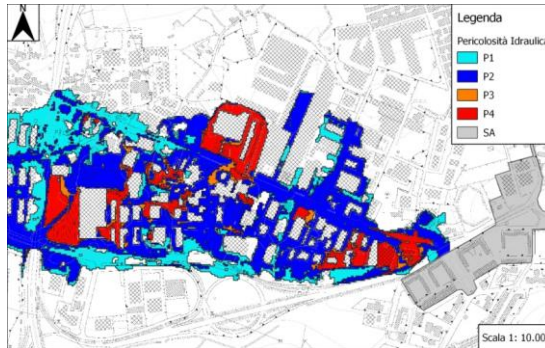 N
Legenda
Pericolosità Idraulica
P1
P2
P3
P4
SA
Scala 1: 10.00